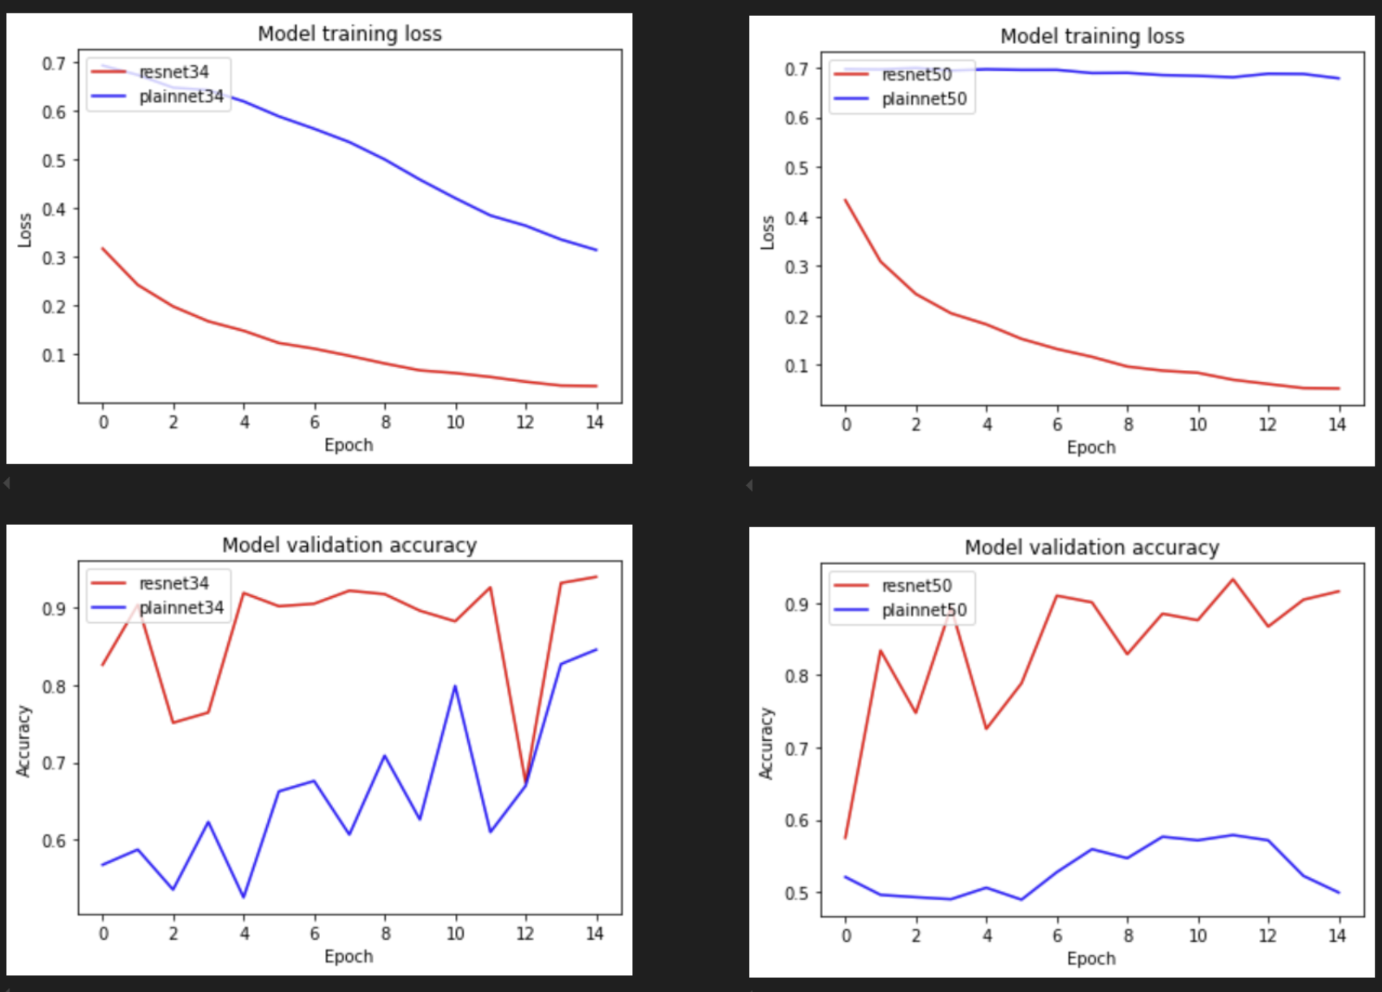 Model training loss
resnet34
plainnet34
Loss
0.7
0.6
0.5
0.4
0.3
0.2
0.1
0 2 4 6 8 10 12 14
Epoch
Model training loss
resnet50
plainnet50
Loss
0.7
0.6
0.5
0.4
0.3
0.2
0.1
0 2 4 6 8 10 12 14
Epoch
Model validation accuracy
resnet34
plainnet34
Accuracy
0.9
0.8
0.7
0.6
0 2 4 6 8 10 12 14
Epoch
Model validation accuracy
resnet50
plainnet50
Accuracy
0.9
0.8
0.7
0.6
0.5
0 2 4 6 8 10 12 14
Epoch